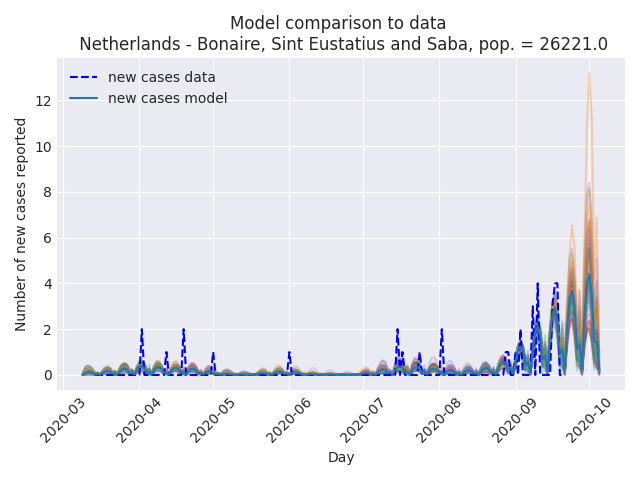 Model comparison to data
Netherlands - Bonaire, Sint Eustatius and Saba, pop. = 26221.0
new cases data
new cases model
Number of new cases reported
12
10
8
6
4
2
0
2020-03
2020-04
2020-05
2020-06
2020-07
2020-08
2020-09
2020-10
Day